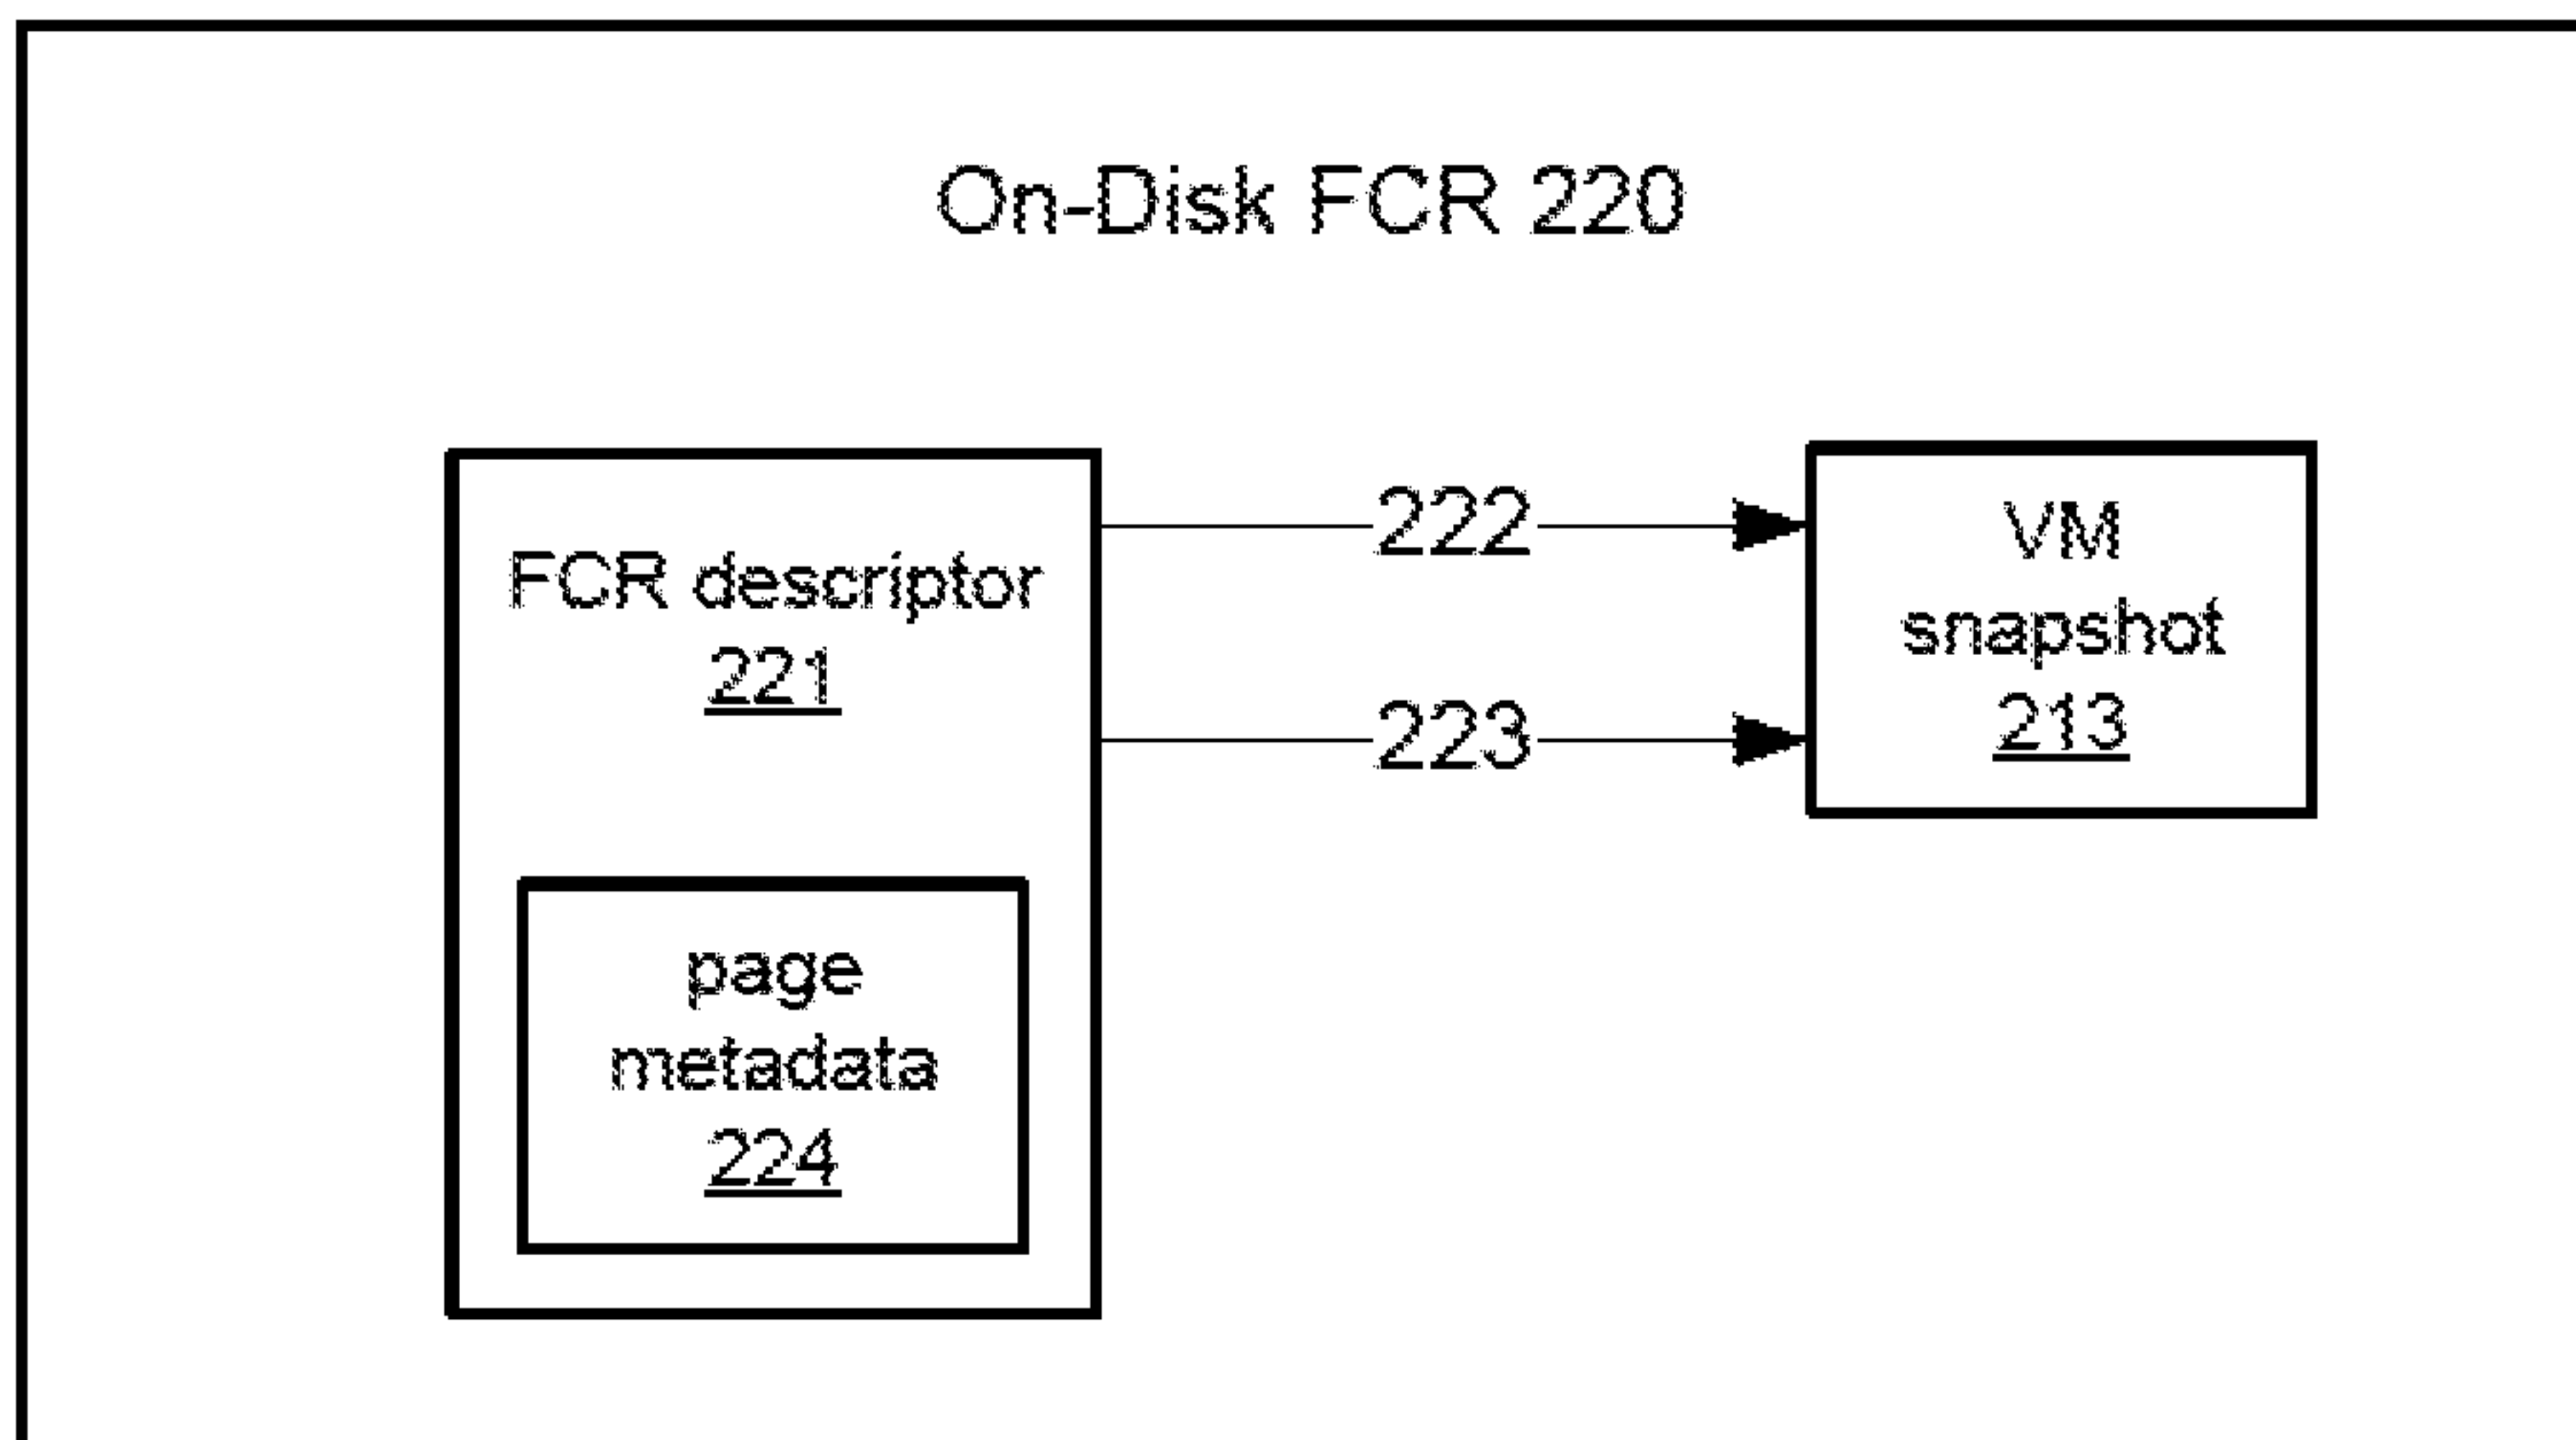 On-Disk FCR 220
FCR descriptor
221
222
223
VM
snapshot
213
page
metadata
224